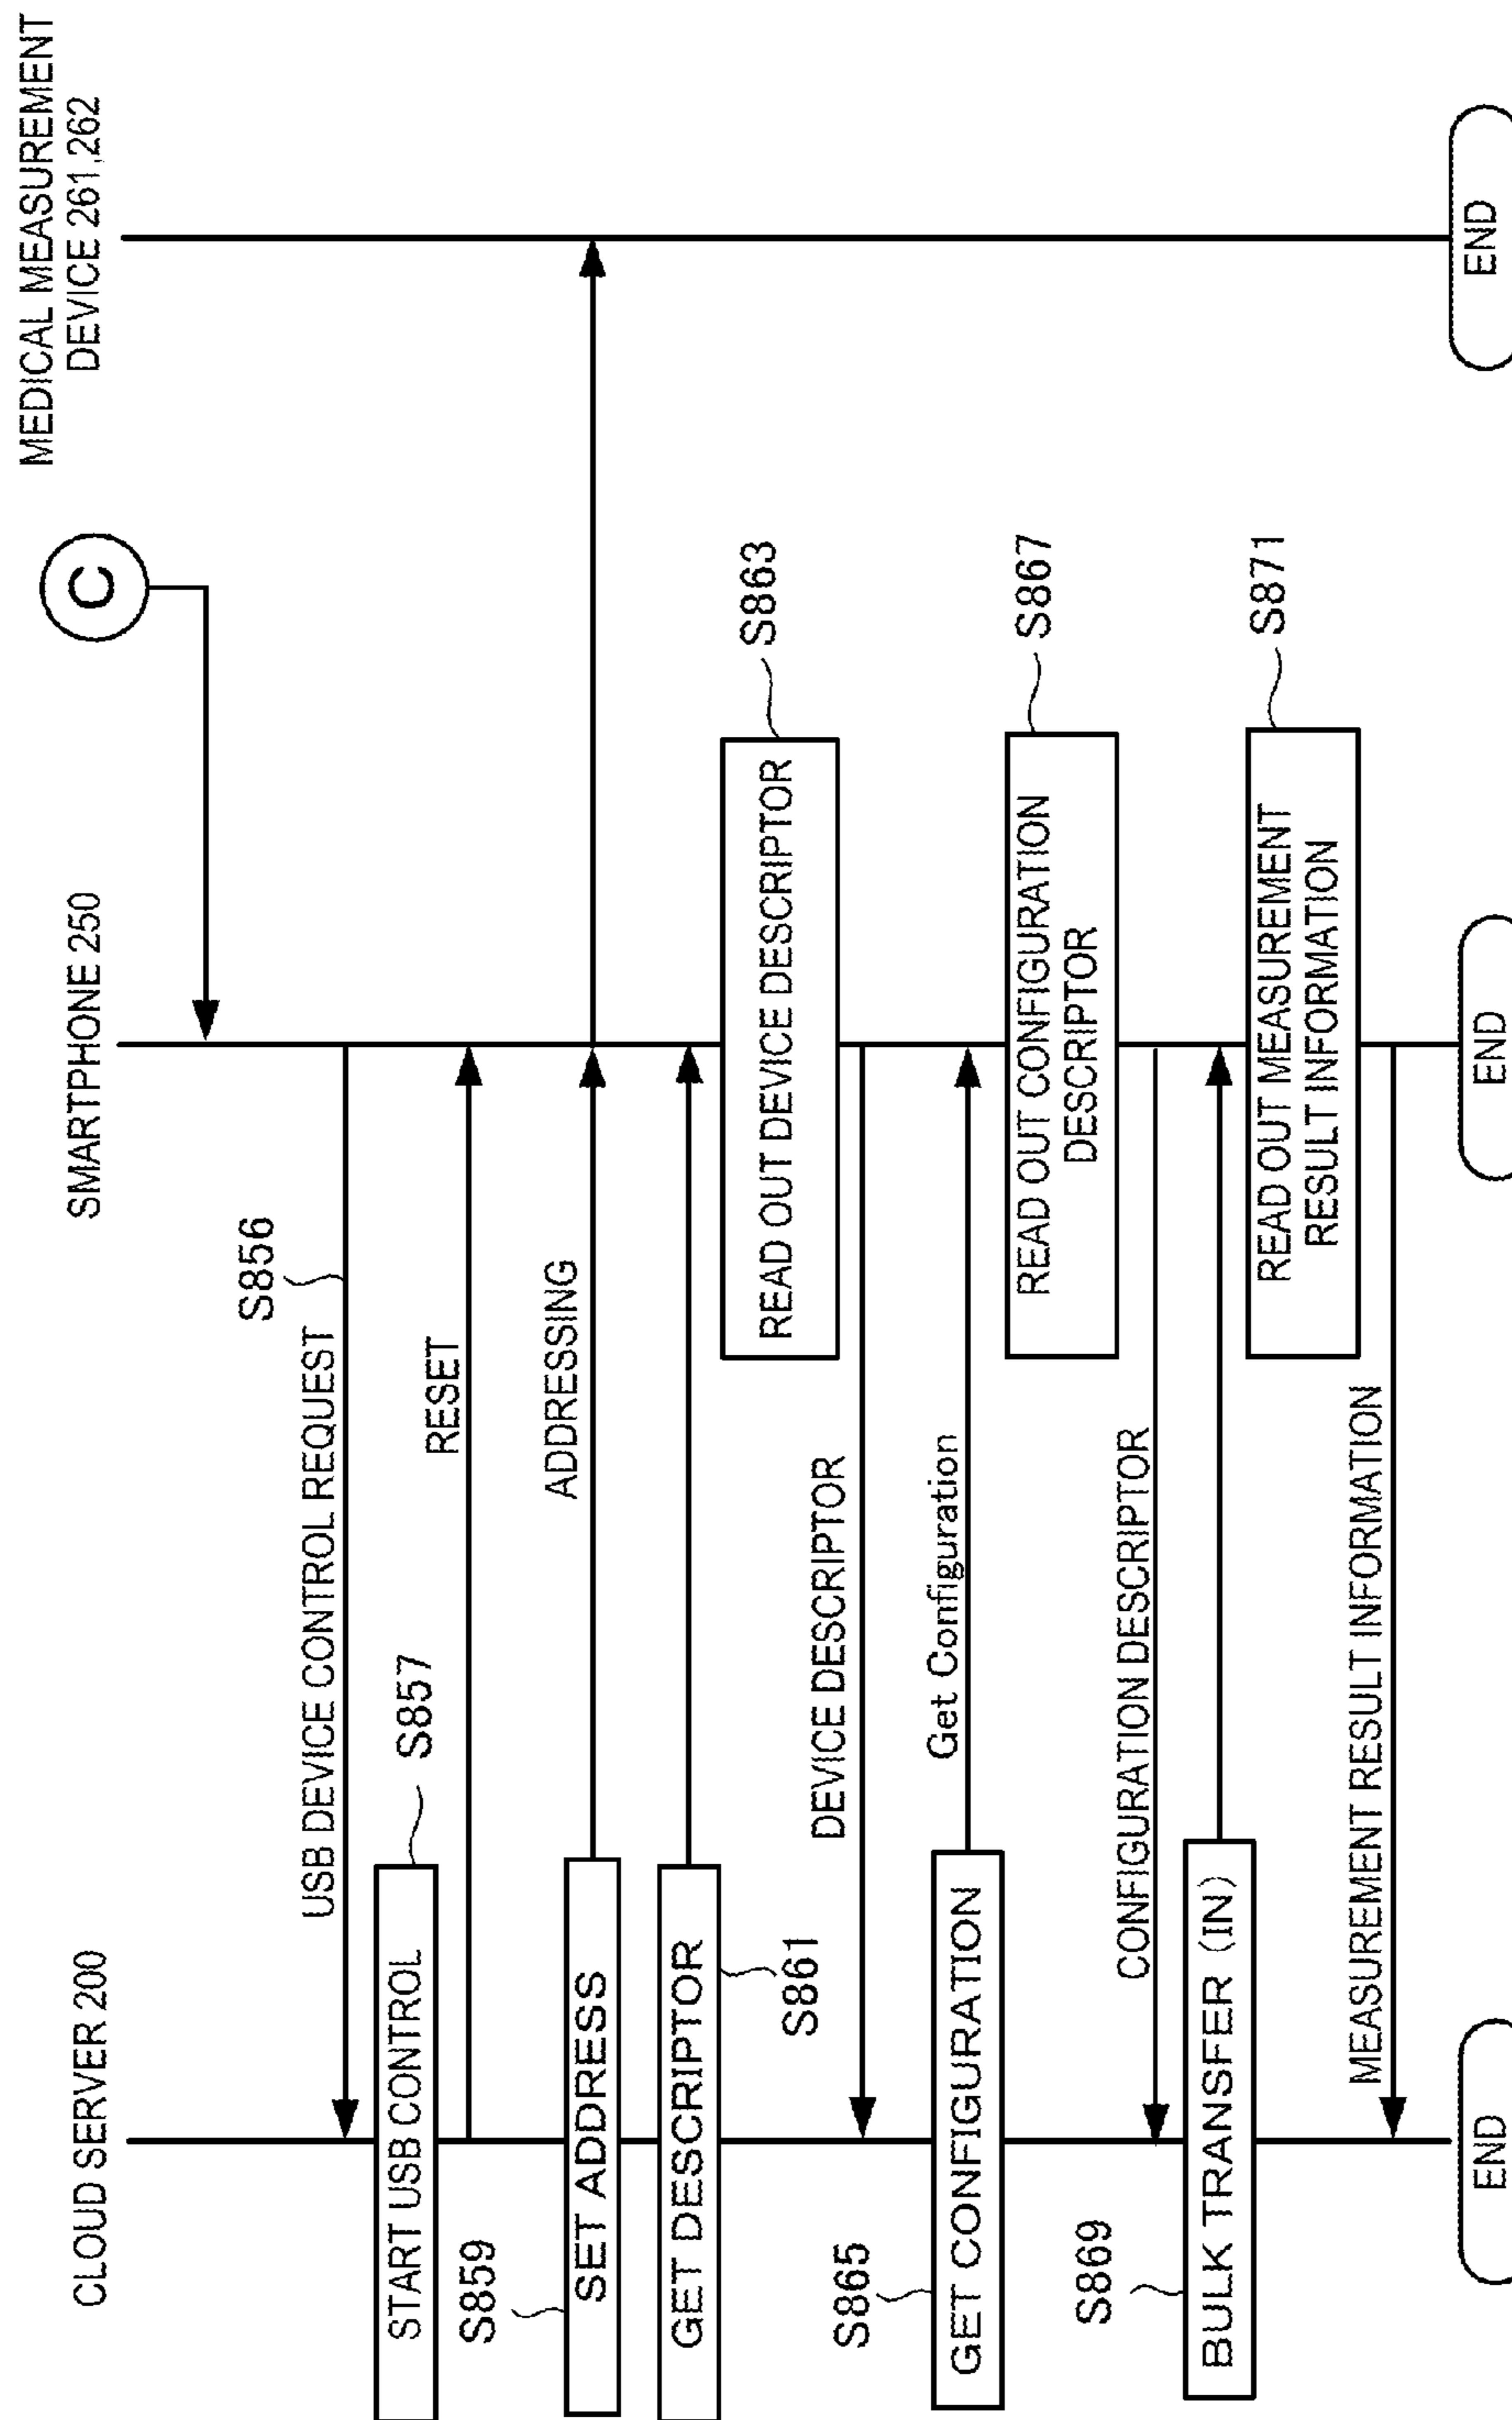 CLOUD SERVER 200
SMARTPHONE 250
MEDICAL MEASUREMENT
DEVICE 261,262
C
S856
USB DEVICE CONTROL REQUEST
START USB CONTROL
S857
RESET
S859
SET ADDRESS
ADDRESSING
GET DESCRIPTOR
S861
READ OUT DEVICE DESCRIPTOR
S863
DEVICE DESCRIPTOR
S865
GET CONFIGURATION
Get Configuration
READ OUT CONFIGURATION
DESCRIPTOR
S867
CONFIGURATION DESCRIPTOR
S869
BULK TRANSFER (IN)
READ OUT MEASUREMENT
RESULT INFORMATION
S871
MEASUREMENT RESULT INFORMATION
END
END
END